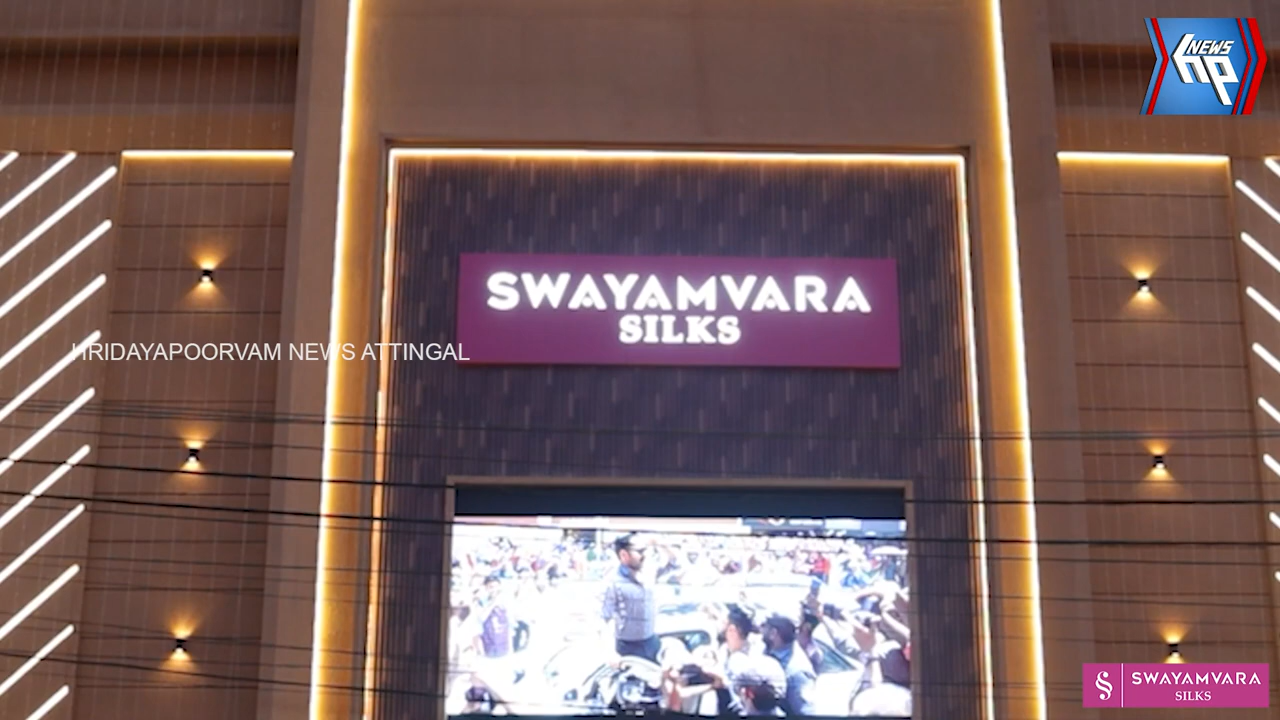 NEWS
hp
SWAYAMVARA
SILKS
HRIDAYAPOORVAM NEWS ATTINGAL
SWAYAMVARA
SILKS